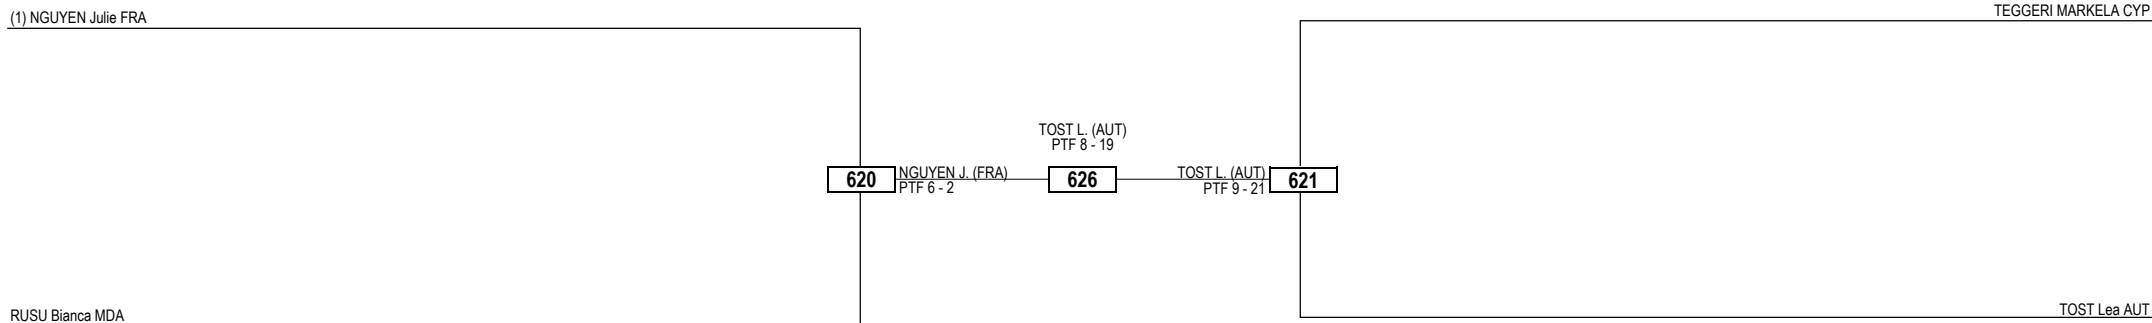 (1) NGUYEN Julie FRA
TEGGERI MARKELA CYP
TOST L. (AUT)
PTF 8 - 19
620
NGUYEN J. (FRA)
PTF 6 - 2
626
TOST L. (AUT)
PTF 9 - 21
621
RUSU Bianca MDA
TOST Lea AUT